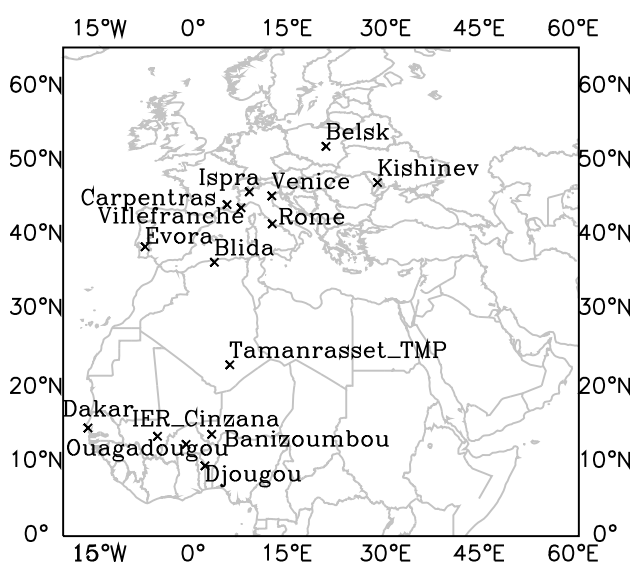 15°W 0° 15°E 30°E 45°E 60°E
60°N 60°N
Belsk
50°N 50°N
Kishinev
Ispra Venice
Carpentras
Villefranche Rome
40°N 40°N
Evora
Blida
30°N 30°N
Tamanrasset_TMP
20°N 20°N
Dakar
IER_Cinzana
Banizoumbou
Ouagadougou
10°N 10°N
Djougou
0° 0°
15°W 0° 15°E 30°E 45°E 60°E